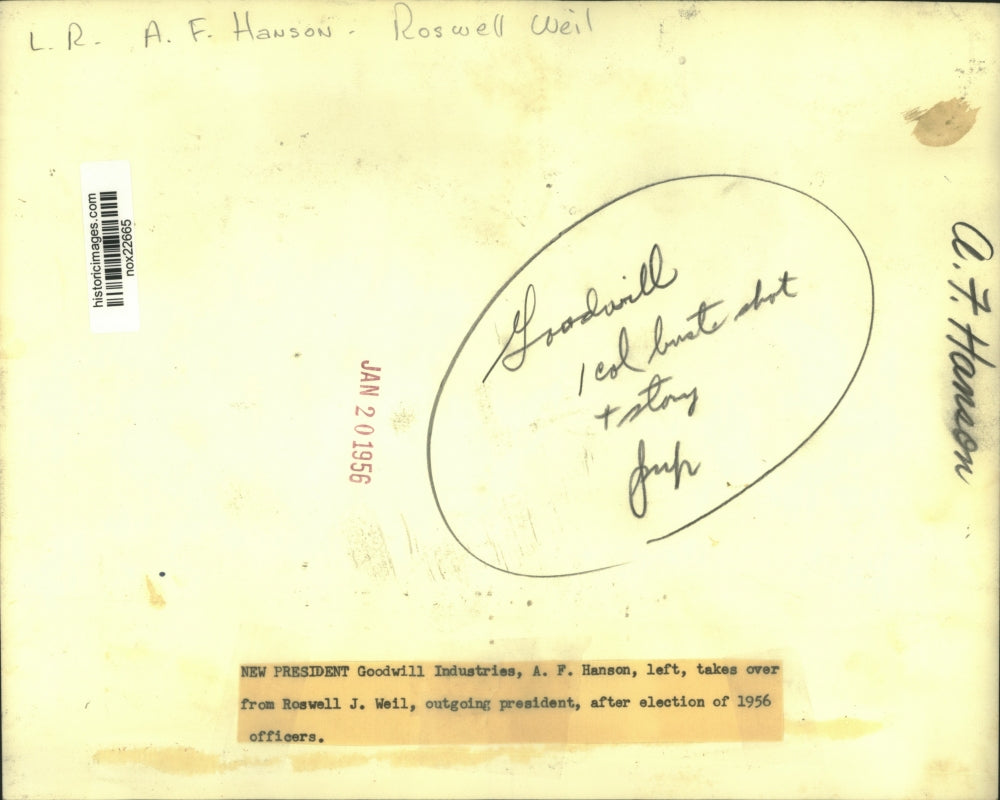 L. R. A. F. Hanson - Roswell Weil
historicimages.com
nox22665
JAN 20 1956
Goodwill
1 col bust shot
+ story
A. F. Hanson
NEW PRESIDENT Goodwill Industries, A. F. Hanson, left, takes over
from Roswell J. Weil, outgoing president, after election of 1956
officers.